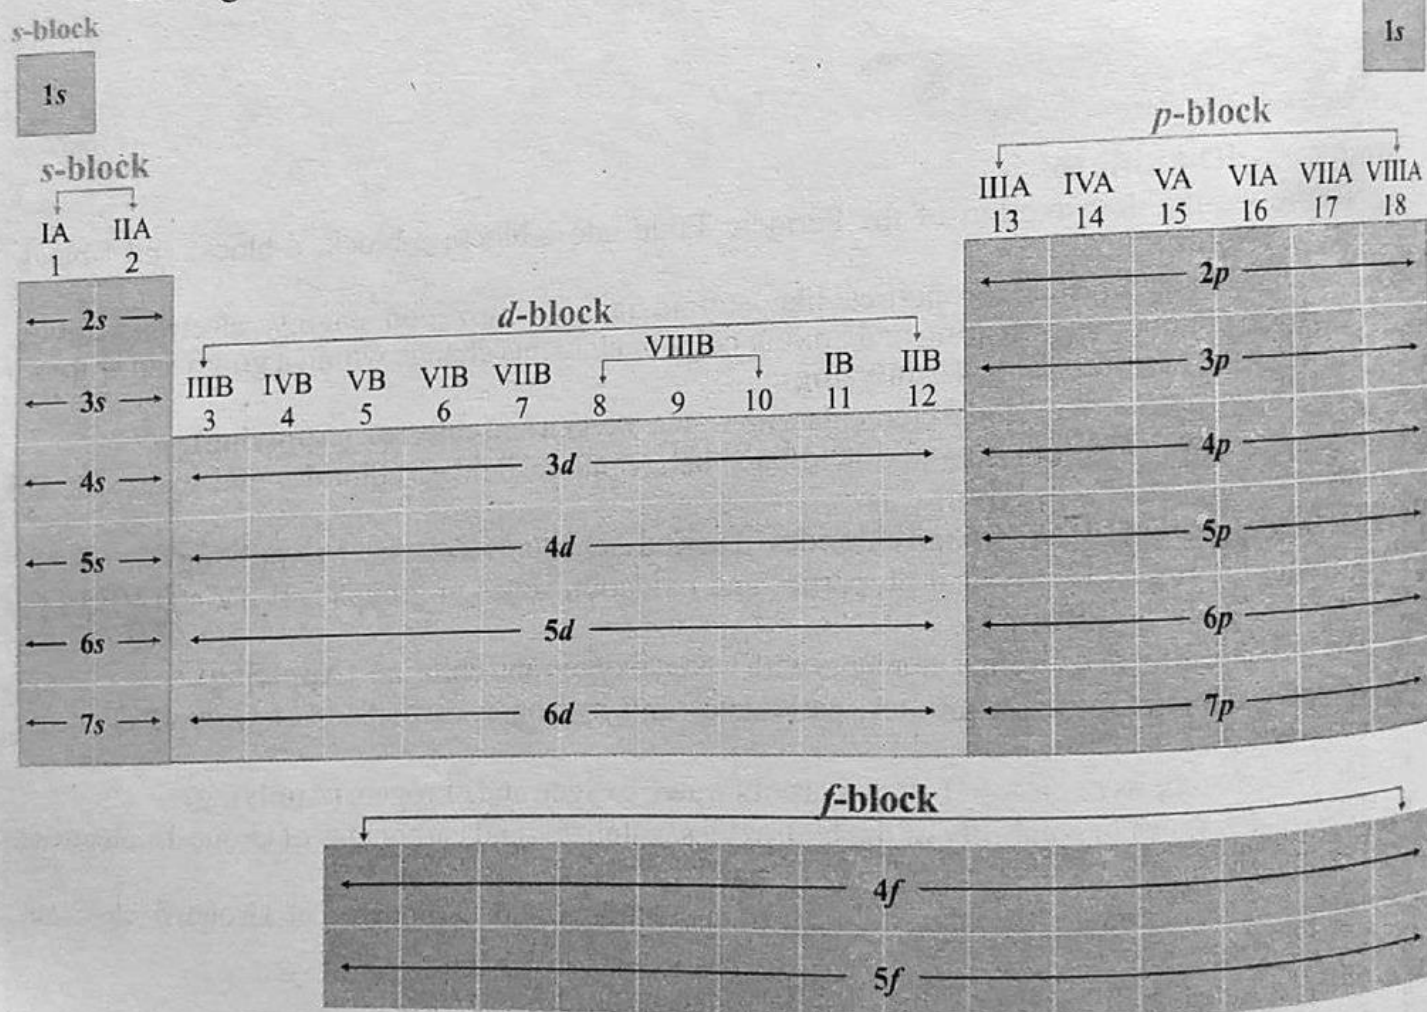 s-block
1s
1s
p-block
s-block
IIIA IVA VA VIA VIIA VIIIA
13 14 15 16 17 18
IA IIA
1 2
2p
2s
d-block
VIIIB
3p
3s
IIIB IVB VB VIB VIIB IB IIB
3 4 5 6 7 8 9 10 11 12
4p
4s
3d
5p
5s
4d
6p
6s
5d
7p
7s
6d
f-block
4f
5f